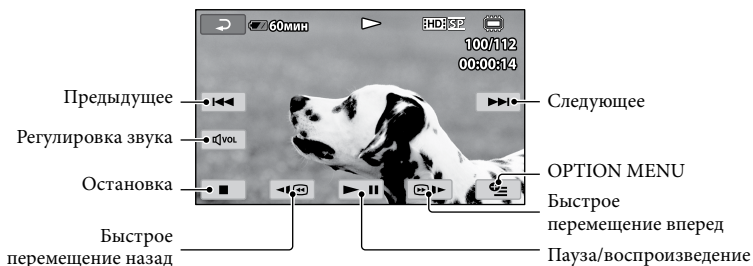 60мин HD SP
100/112
00:00:14
Предыдущее
Следующее
VOL
Регулировка звука
OPTION MENU
Остановка
Быстрое
перемещение вперед
Быстрое
перемещение назад
Пауза/воспроизведение